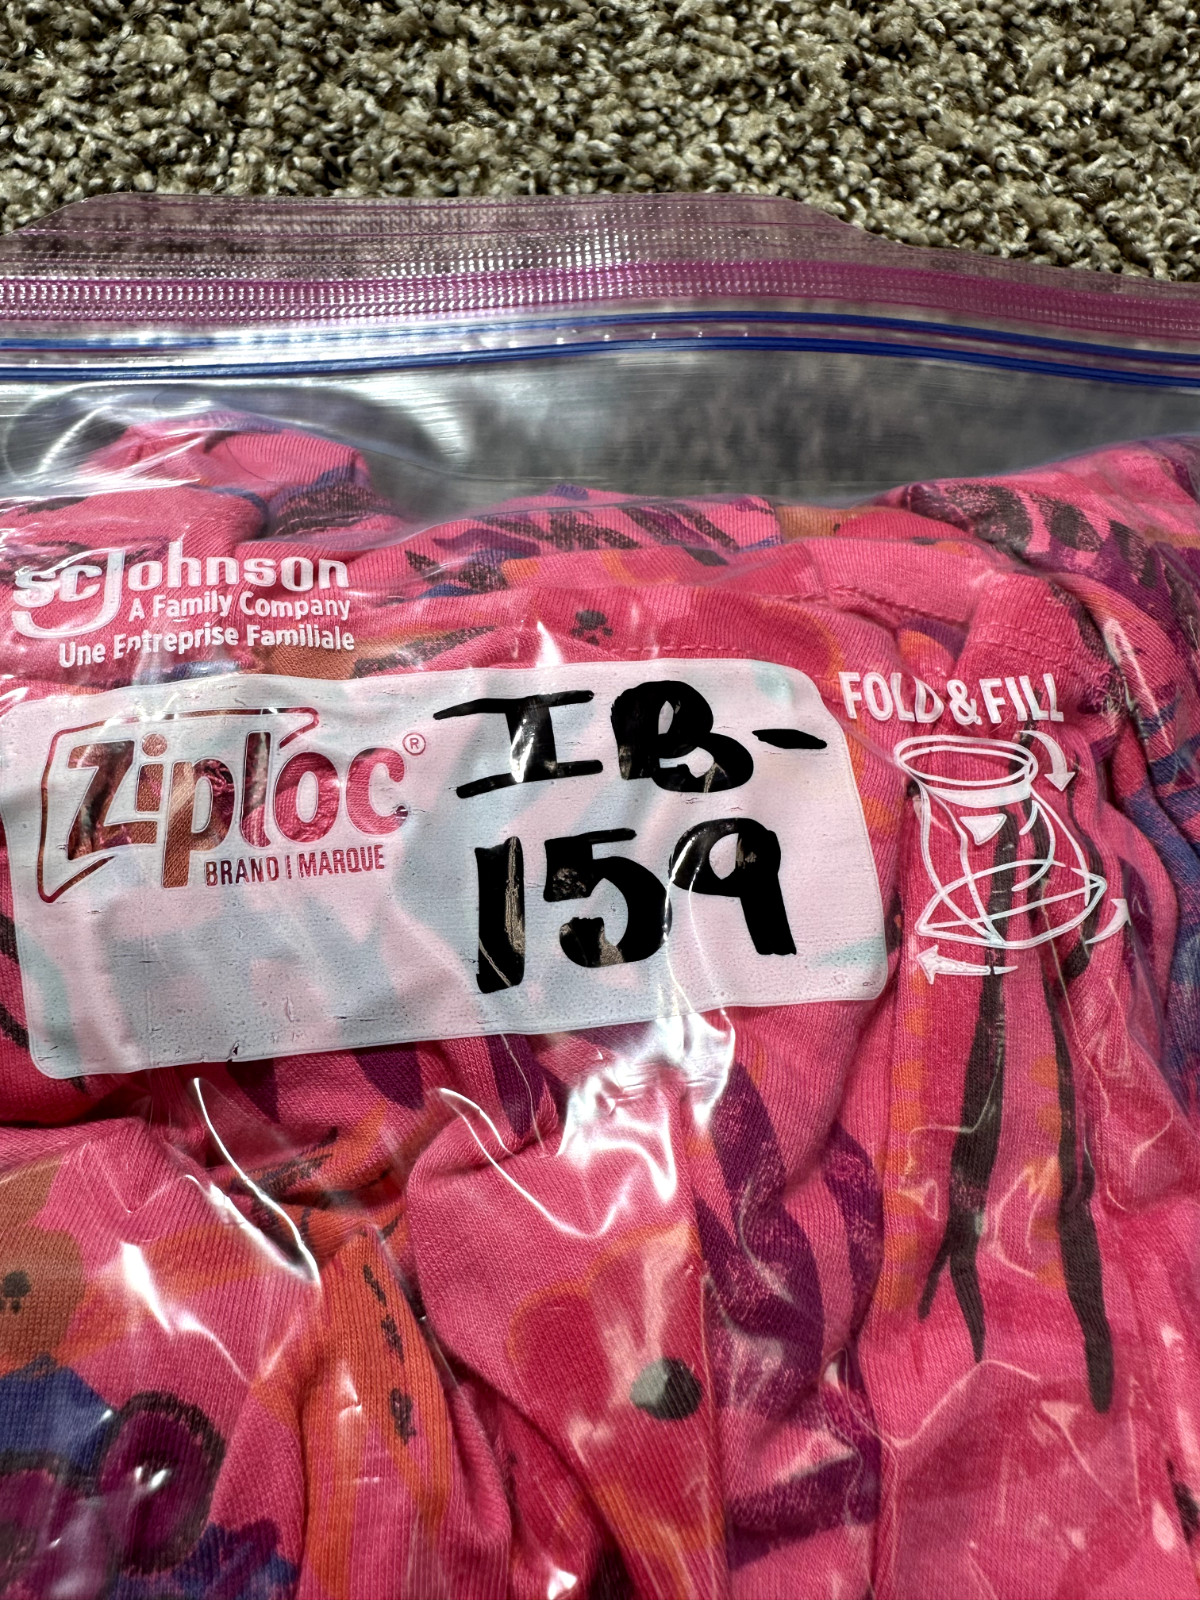 scJohnson
A Family Company
Une Entreprise Familiale
Ziploc®
BRAND | MARQUE
IB-
159
FOLD & FILL